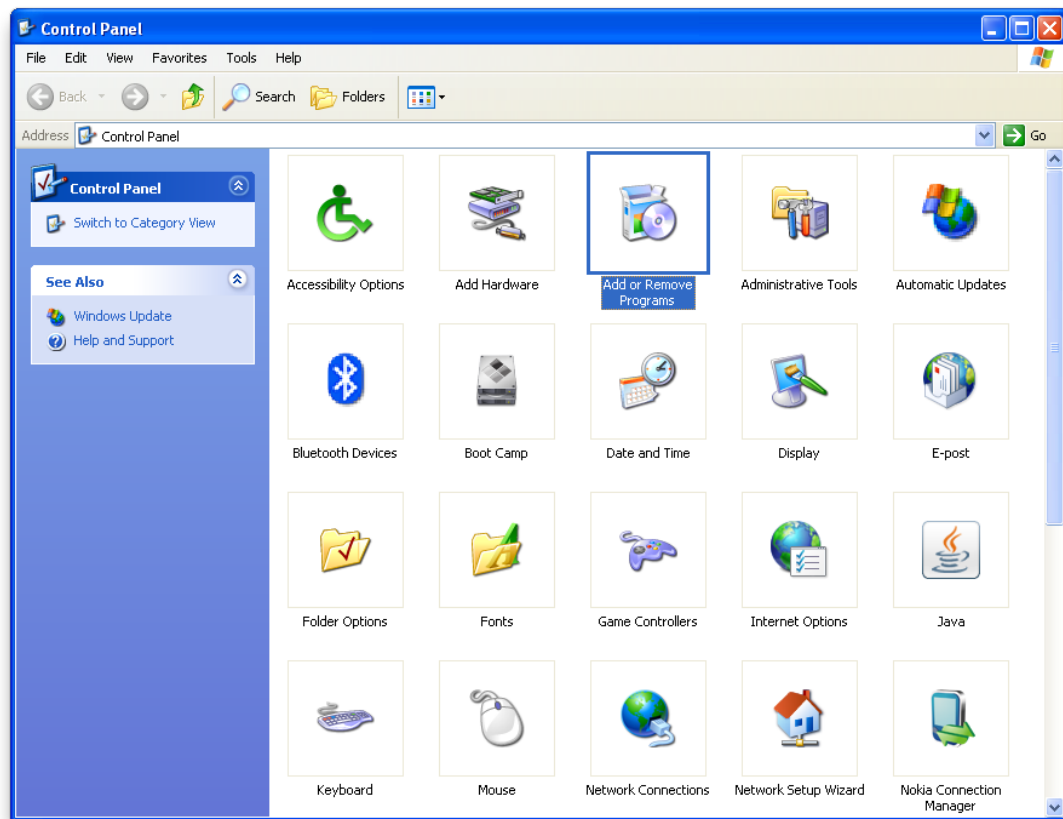 Control Panel
File Edit View Favorites Tools Help
Back Search Folders
Address Control Panel Go
Control Panel
Switch to Category View
See Also
Windows Update
Help and Support
Accessibility Options
Add Hardware
Add or Remove
Programs
Administrative Tools
Automatic Updates
Bluetooth Devices
Boot Camp
Date and Time
Display
E-post
Folder Options
Fonts
Game Controllers
Internet Options
Java
Keyboard
Mouse
Network Connections
Network Setup Wizard
Nokia Connection
Manager